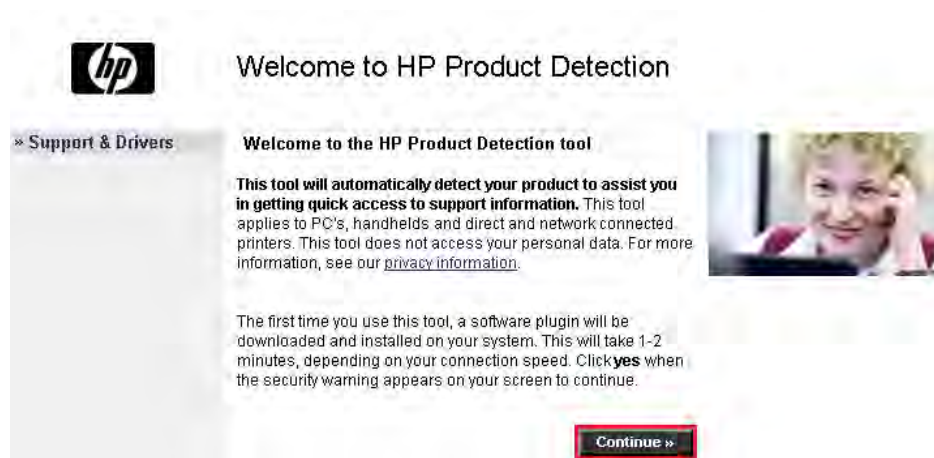 hp
Welcome to HP Product Detection
» Support & Drivers
Welcome to the HP Product Detection tool
This tool will automatically detect your product to assist you
in getting quick access to support information. This tool
applies to PC's, handhelds and direct and network connected
printers. This tool does not access your personal data. For more
information, see our privacy information.
The first time you use this tool, a software plugin will be
downloaded and installed on your system. This will take 1-2
minutes, depending on your connection speed. Click yes when
the security warning appears on your screen to continue.
Continue »